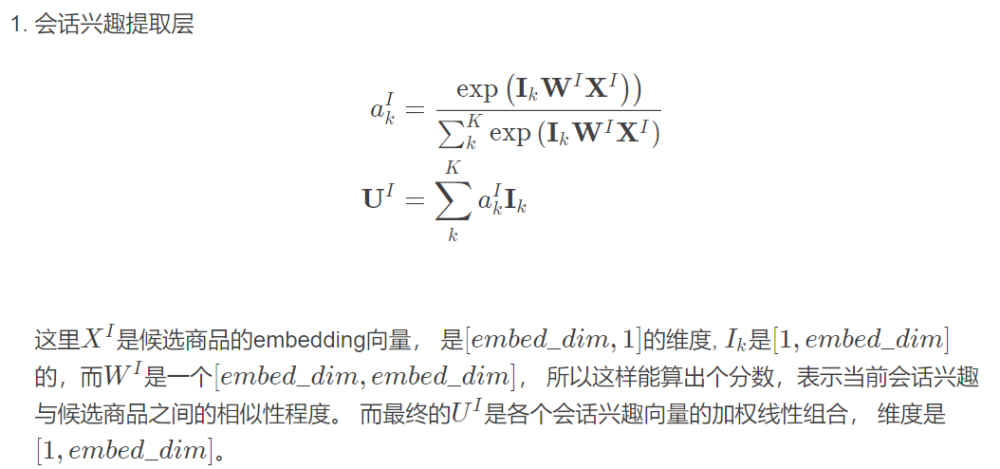 1. 会话兴趣提取层
$a_k^I = \frac{\exp(\mathbf{I}_k \mathbf{W}^I \mathbf{X}^I))}{\sum_k^K \exp(\mathbf{I}_k \mathbf{W}^I \mathbf{X}^I)}$
$\mathbf{U}^I = \sum_k^K a_k^I \mathbf{I}_k$
这里$X^I$是候选商品的embedding向量， 是$[embed\_dim, 1]$的维度, $I_k$是$[1, embed\_dim]$
的，而$W^I$是一个$[embed\_dim, embed\_dim]$， 所以这样能算出个分数，表示当前会话兴趣
与候选商品之间的相似性程度。 而最终的$U^I$是各个会话兴趣向量的加权线性组合， 维度是
$[1, embed\_dim]$。